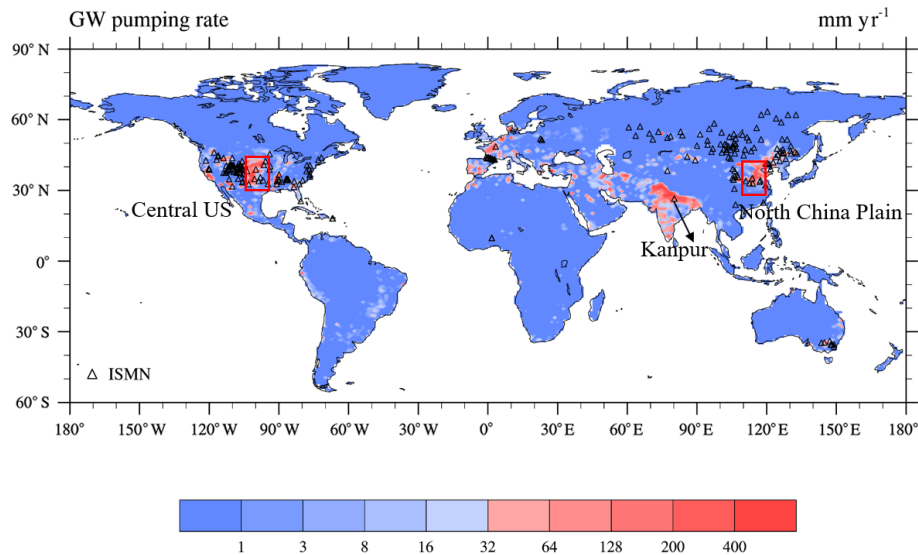 GW pumping rate mm yr⁻¹
90° N
60° N
30° N
0°
30° S
60° S
Central US
North China Plain
Kanpur
△ ISMN
180° 150° W 120° W 90° W 60° W 30° W 0° 30° E 60° E 90° E 120° E 150° E 180°
1 3 8 16 32 64 128 200 400